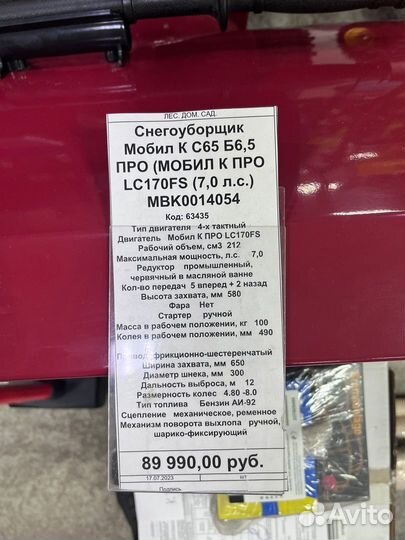 ЛЕС. ДОМ. САД.
Снегоуборщик
Мобил К С65 Б6,5
ПРО (МОБИЛ К ПРО
LC170FS (7,0 л.с.)
MBK0014054
Код: 63435
Тип двигателя 4-х тактный
Двигатель Мобил К ПРО LC170FS
Рабочий объем, см3 212
Максимальная мощность, л.с. 7,0
Редуктор промышленный,
червячный в масляной ванне
Кол-во передач 5 вперед + 2 назад
Высота захвата, мм 580
Фара Нет
Стартер ручной
Масса в рабочем положении, кг 100
Колея в рабочем положении, мм 490
Привод фрикционно-шестеренчатый
Ширина захвата, мм 650
Диаметр шнека, мм 300
Дальность выброса, м 12
Размерность колес 4.80 -8.0
Тип топлива Бензин АИ-92
Сцепление механическое, ременное
Механизм поворота выхлопа ручной,
шарико-фиксирующий
89 990,00 руб.
17.07.2023 шт
Подпись
Avito